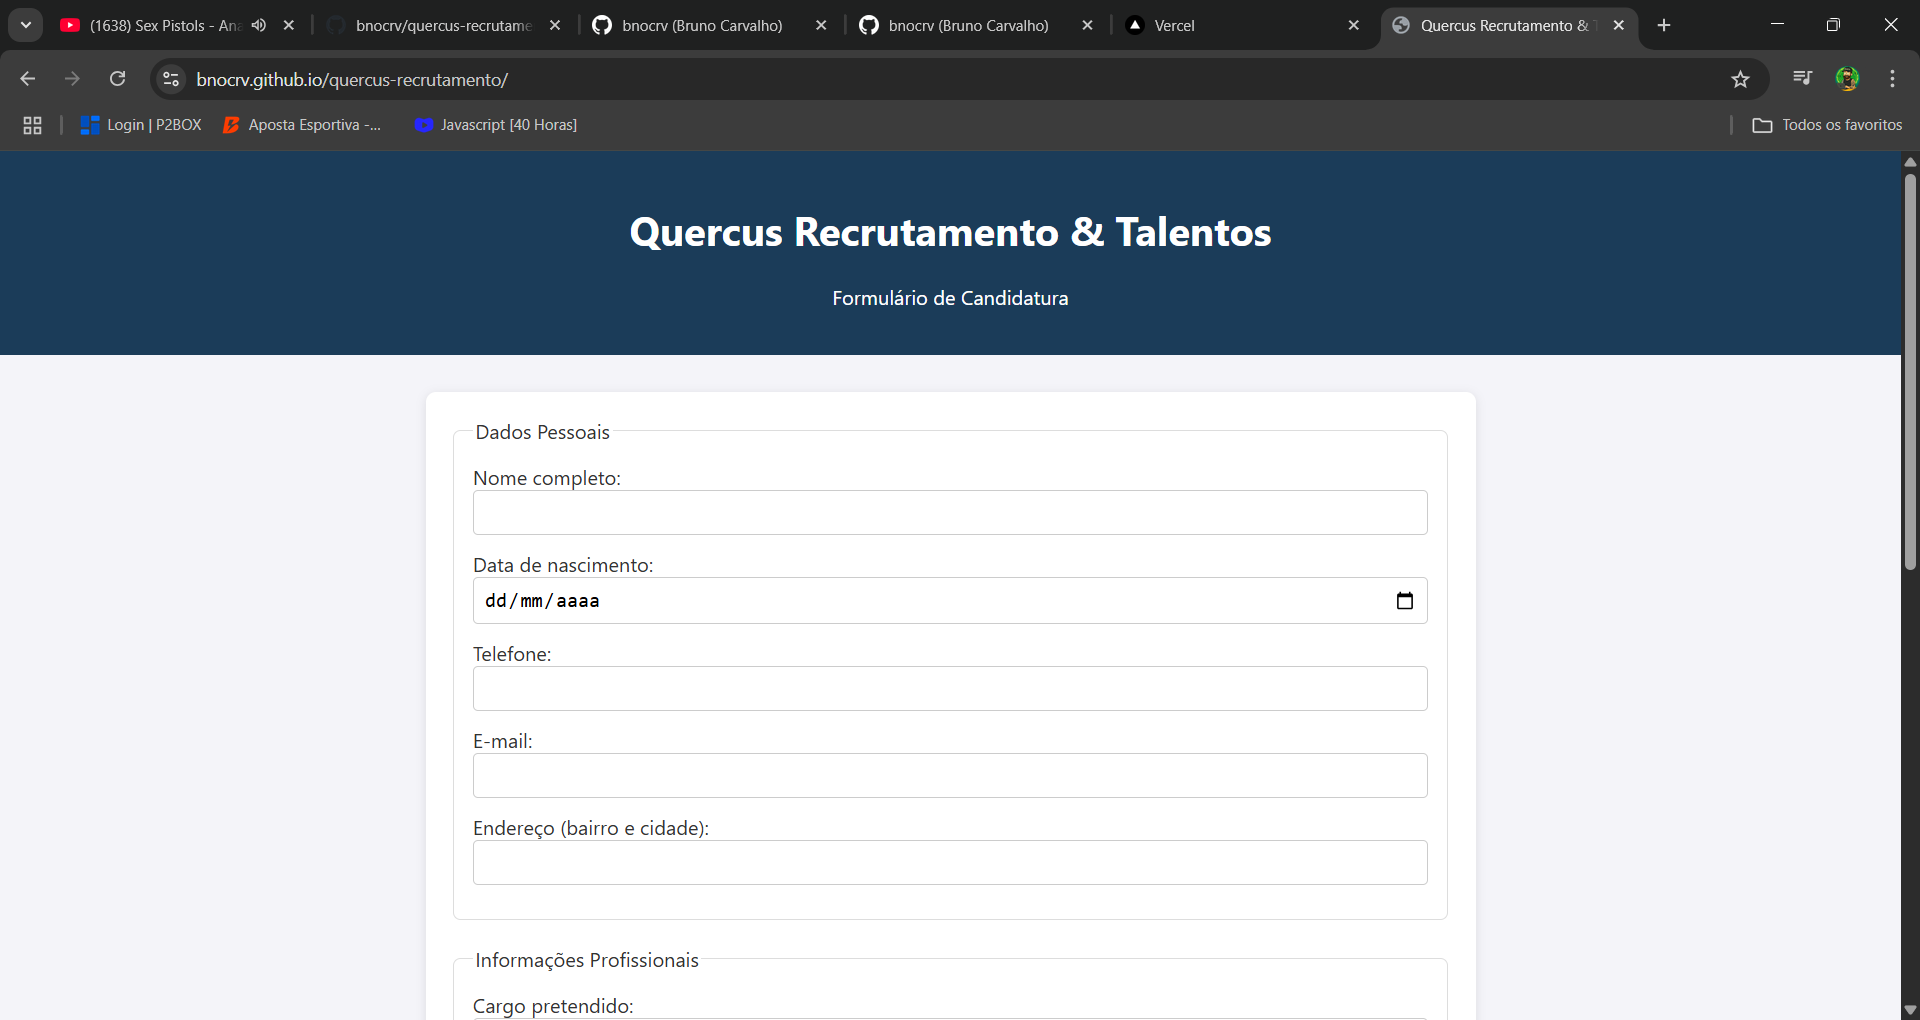 (1638) Sex Pistols - Ana
bnocrv/quercus-recrutame
bnocrv (Bruno Carvalho)
bnocrv (Bruno Carvalho)
Vercel
Quercus Recrutamento & T
bnocrv.github.io/quercus-recrutamento/
Login | P2BOX
Aposta Esportiva -...
Javascript [40 Horas]
Todos os favoritos
Quercus Recrutamento & Talentos
Formulário de Candidatura
Dados Pessoais
Nome completo:
Data de nascimento:
dd/mm/aaaa
Telefone:
E-mail:
Endereço (bairro e cidade):
Informações Profissionais
Cargo pretendido: